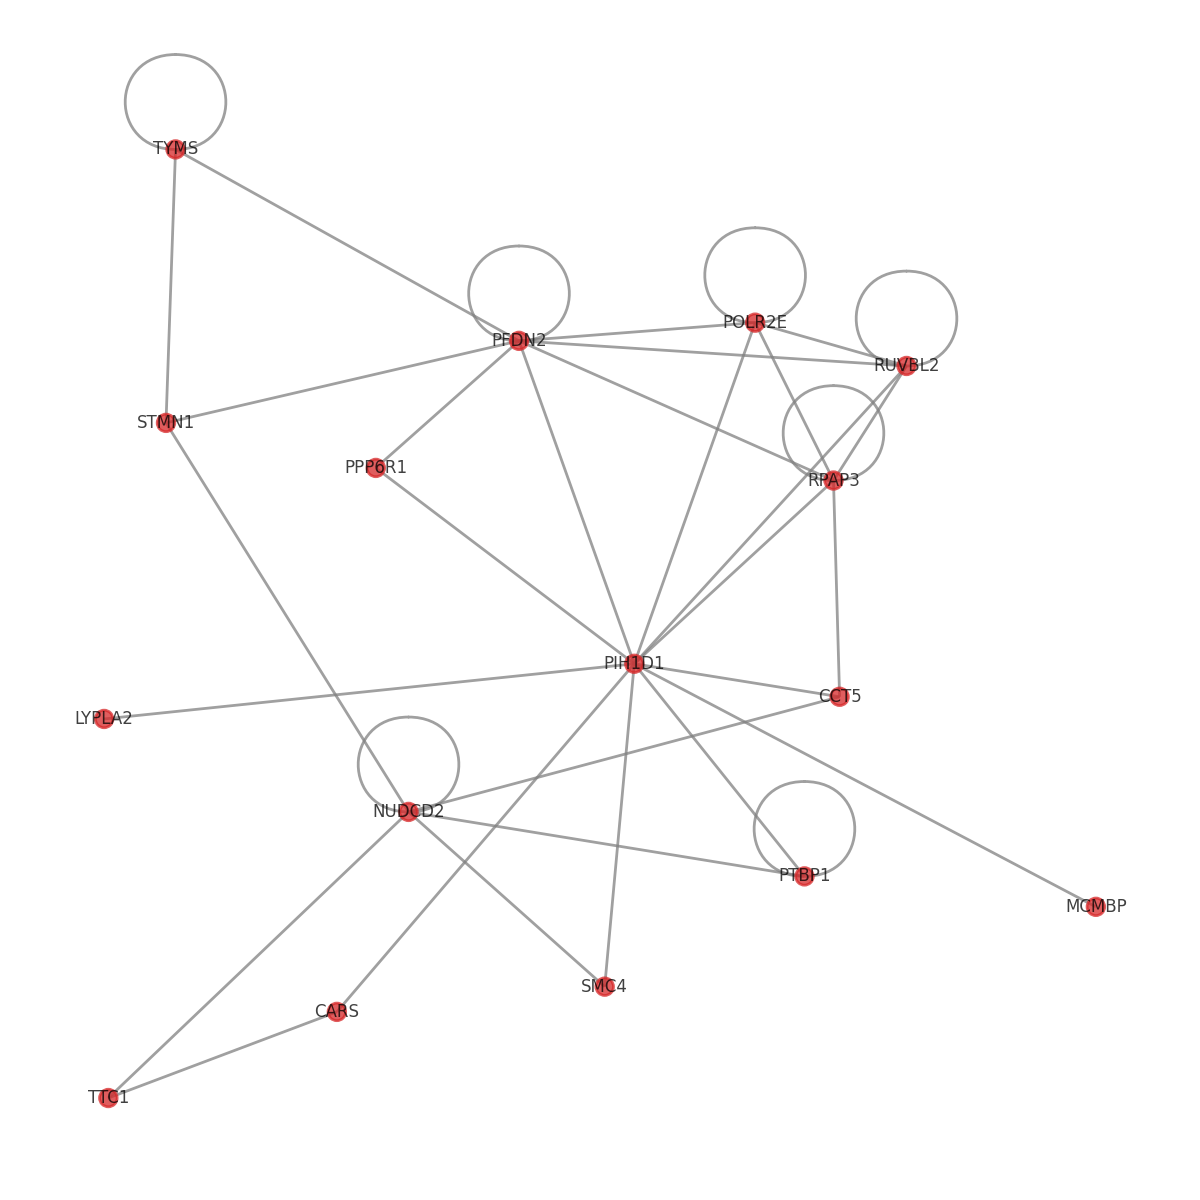 TYMS
POLR2E
PFDN2
RUVBL2
STMN1
PPP6R1
RPAP3
PIH1D1
CCT5
LYPLA2
NUDCD2
PTBP1
MCMBP
SMC4
CARS
TTC1